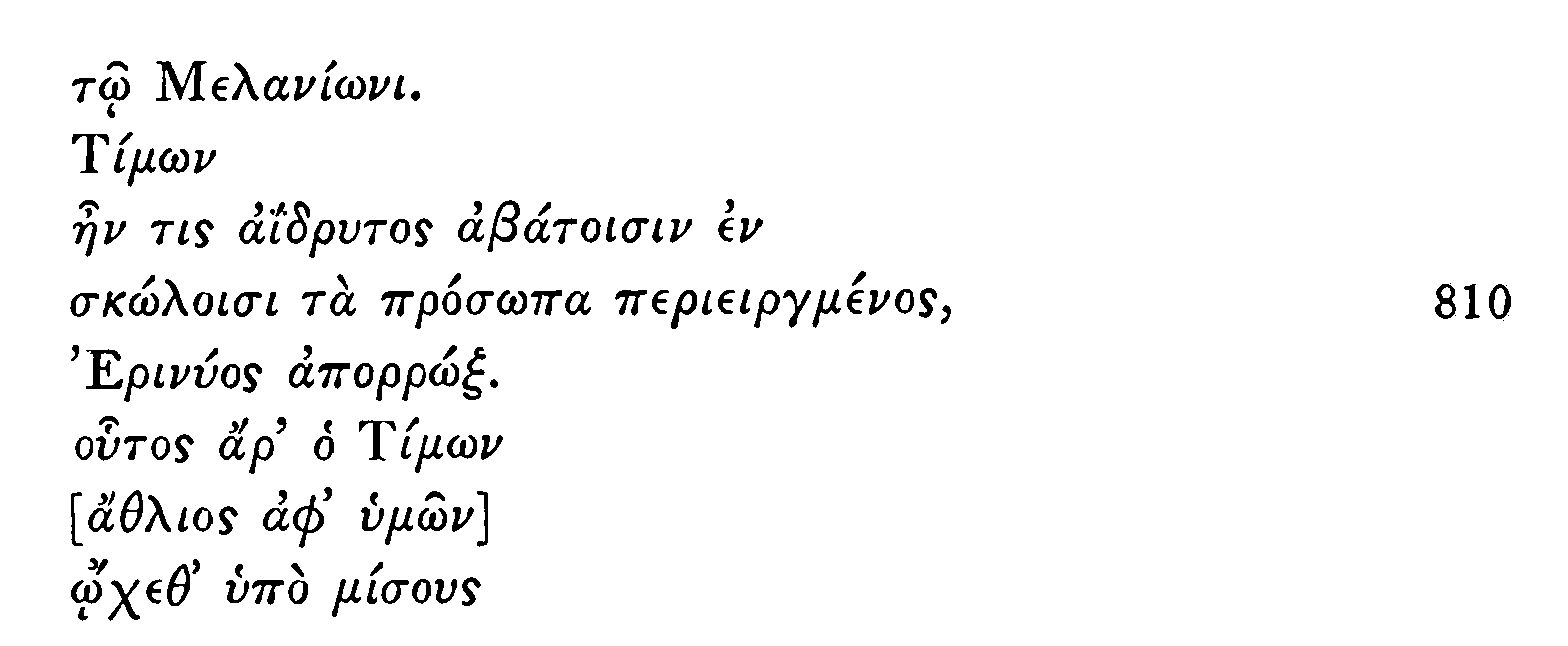 τῷ Μελανίωνι.
Τίμων
ἦν τις ἀΐδρυτος ἀβάτοισιν ἐν
σκώλοισι τὰ πρόσωπα περιειργμένος, 810
Ἐρινύος ἀπορρώξ.
οὗτος ἄρ’ ὁ Τίμων
[ἄθλιος ἀφ’ ὑμῶν]
ᾤχεθ’ ὑπὸ μίσους